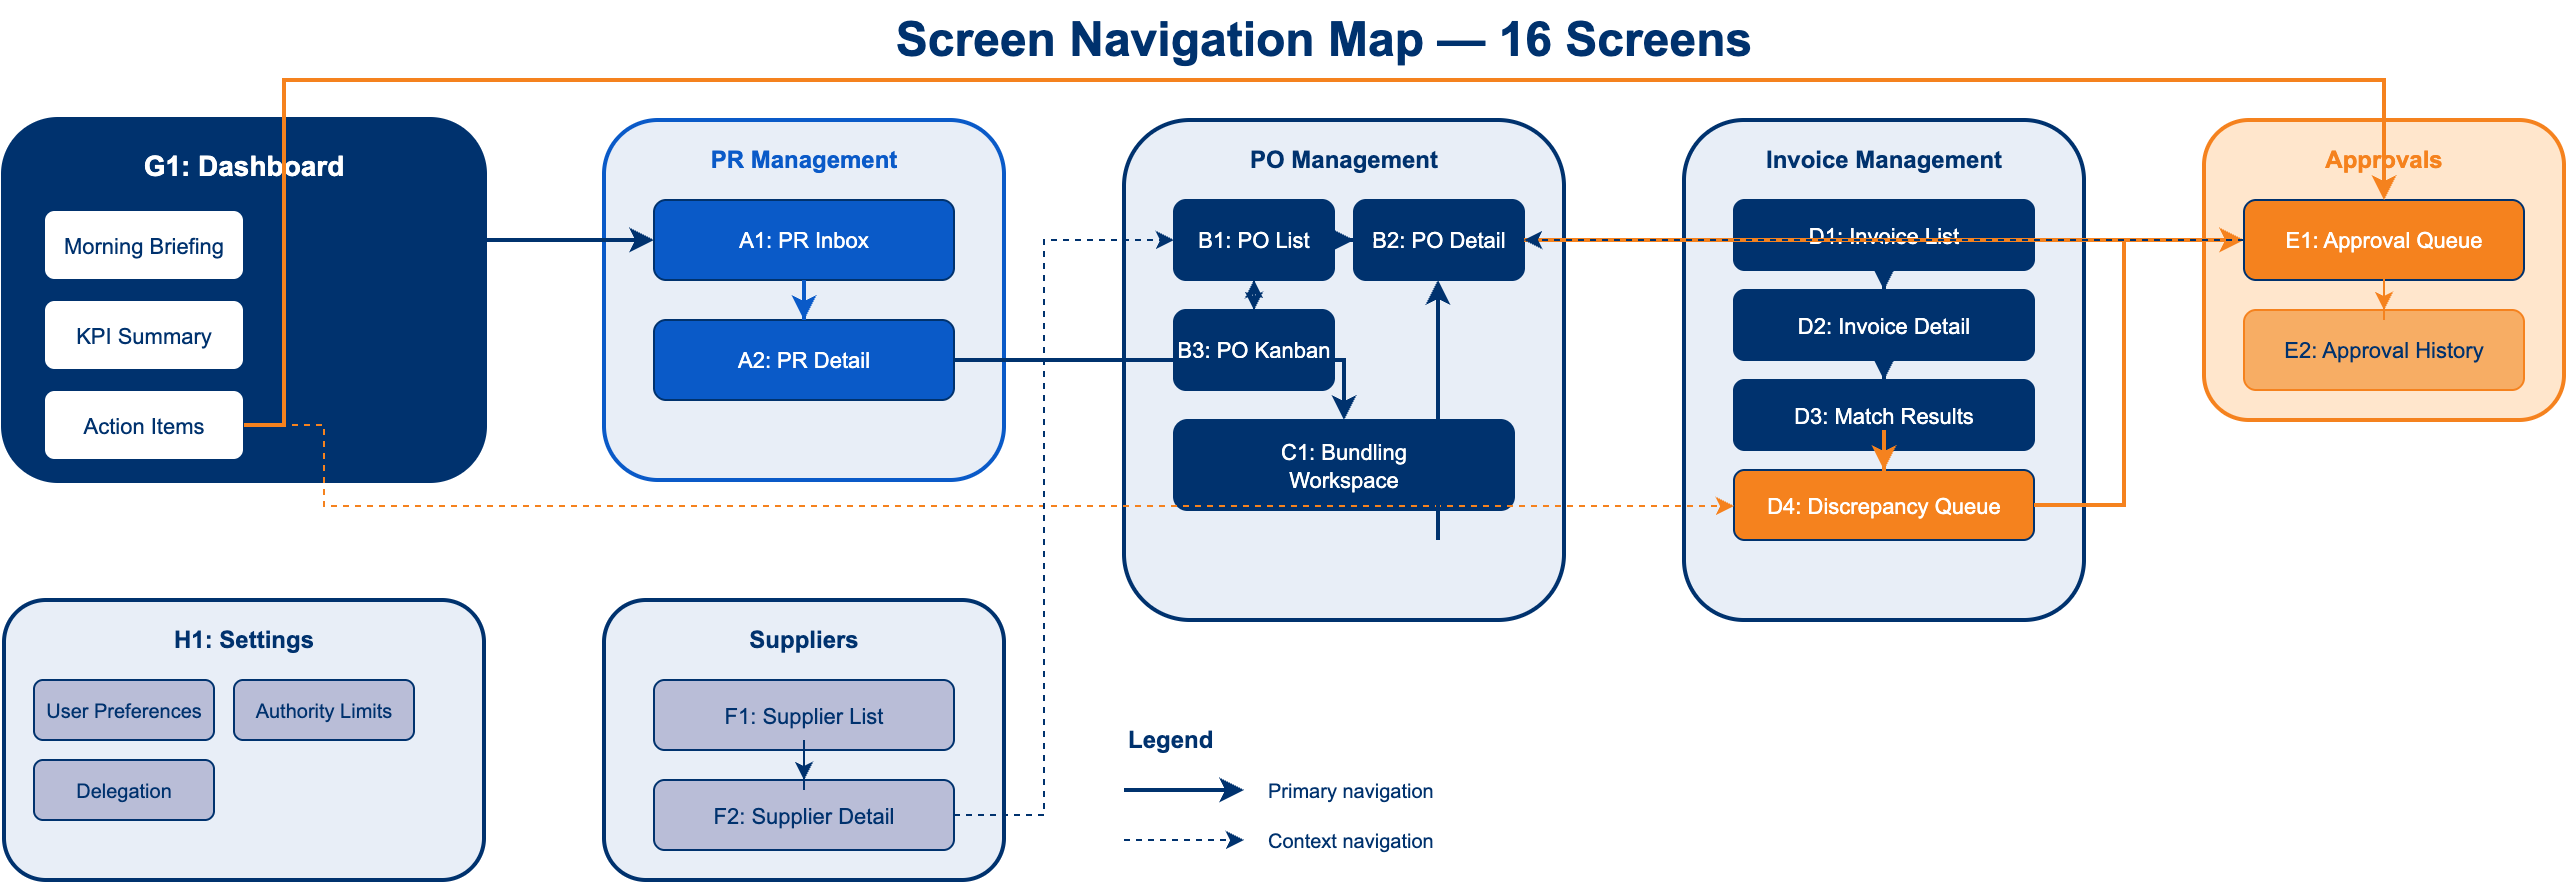 Screen Navigation Map — 16 Screens
G1: Dashboard
Morning Briefing
KPI Summary
Action Items
PR Management
A1: PR Inbox
A2: PR Detail
PO Management
B1: PO List
B2: PO Detail
B3: PO Kanban
C1: Bundling
Workspace
Invoice Management
D1: Invoice List
D2: Invoice Detail
D3: Match Results
D4: Discrepancy Queue
Approvals
E1: Approval Queue
E2: Approval History
H1: Settings
User Preferences
Authority Limits
Delegation
Suppliers
F1: Supplier List
F2: Supplier Detail
Legend
Primary navigation
Context navigation